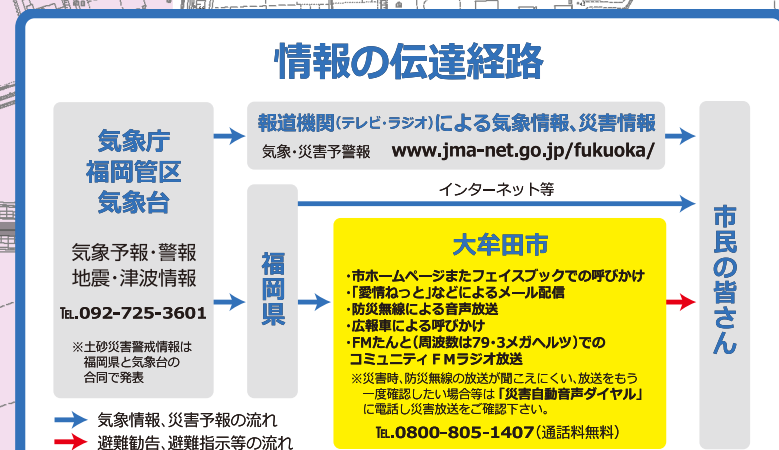 情報の伝達経路
気象庁
福岡管区
気象台
気象予報・警報
地震・津波情報
TEL.092-725-3601
※土砂災害警戒情報は
福岡県と気象台の
合同で発表
報道機関(テレビ・ラジオ)による気象情報、災害情報
気象・災害予警報 www.jma-net.go.jp/fukuoka/
インターネット等
福岡県
大牟田市
・市ホームページまたフェイスブックでの呼びかけ
・「愛情ねっと」などによるメール配信
・防災無線による音声放送
・広報車による呼びかけ
・FMたんと(周波数は79・3メガヘルツ)での
コミュニティFMラジオ放送
※災害時、防災無線の放送が聞こえにくい、放送をもう
一度確認したい場合等は「災害自動音声ダイヤル」
に電話し災害放送をご確認下さい。
TEL.0800-805-1407(通話料無料)
市民の皆さん
気象情報、災害予報の流れ
避難勧告、避難指示等の流れ